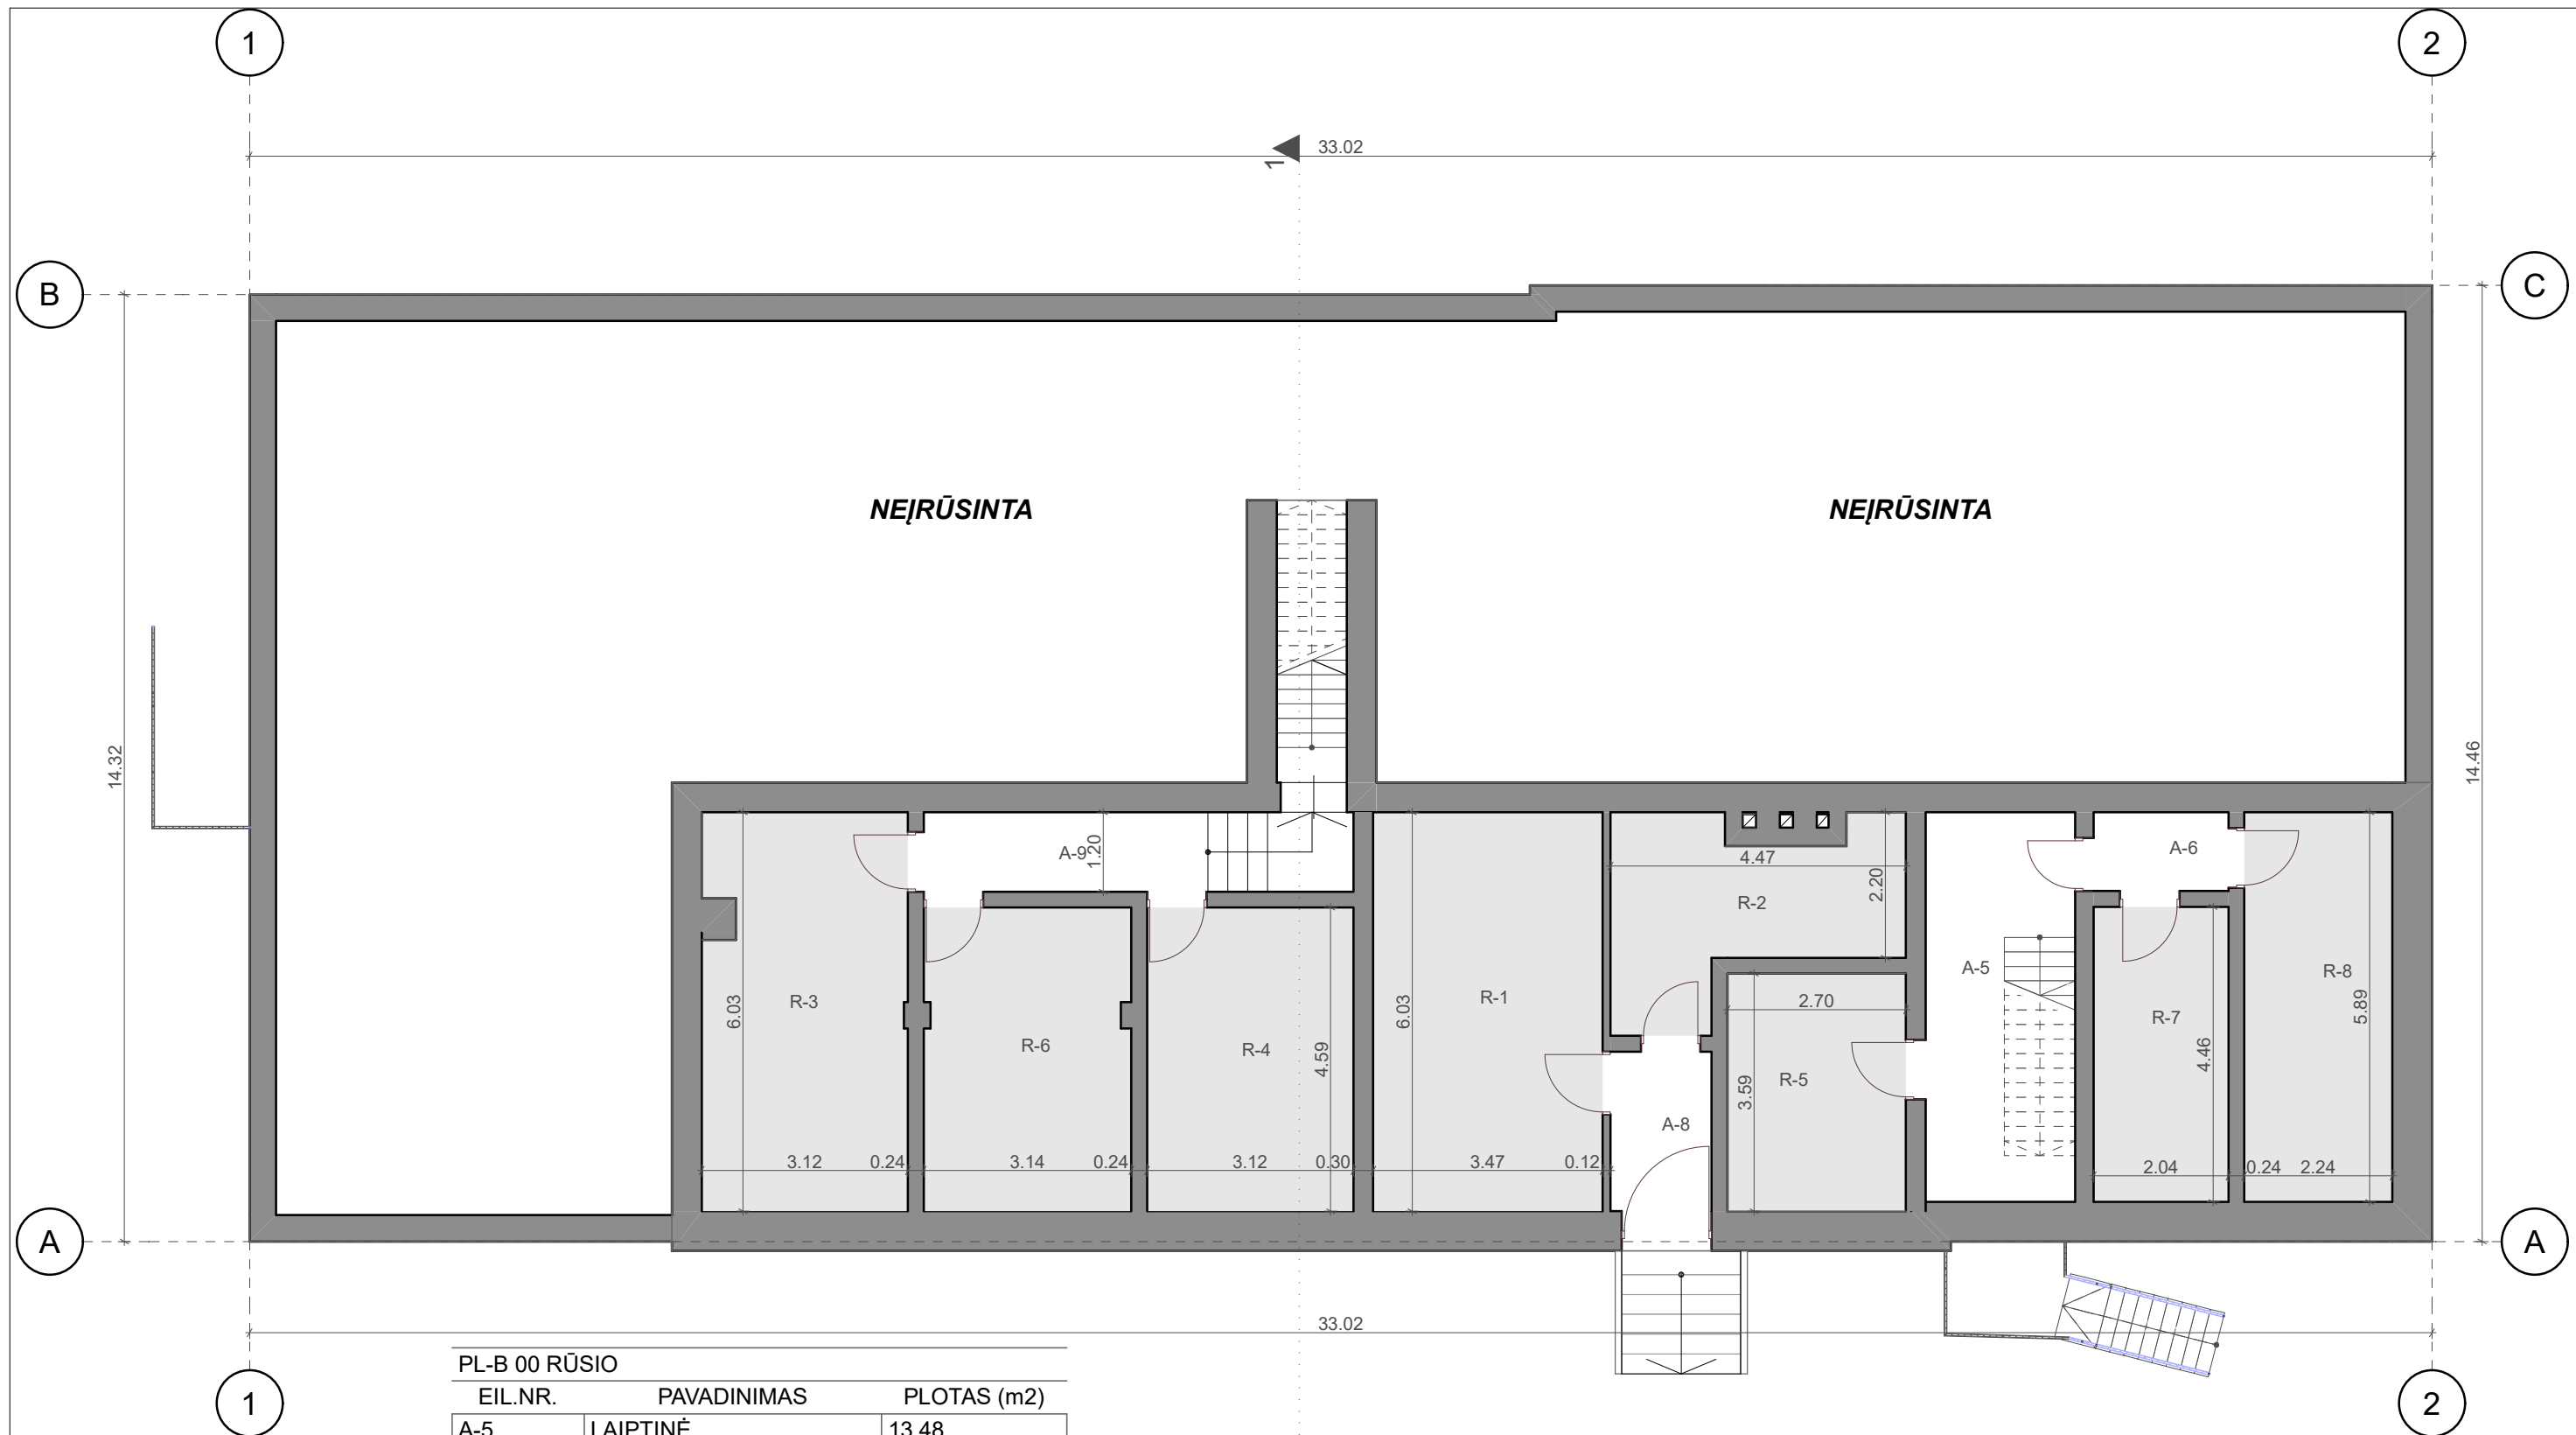 1
2
33.02
1
B
C
NEĮRŪSINTA
NEĮRŪSINTA
14.32
14.46
A-9
1.20
A-6
4.47
2.20
R-2
A-5
R-8
R-3
6.03
R-1
6.03
2.70
5.89
R-7
R-6
R-4
4.59
4.46
R-5
3.59
A-8
3.12
0.24
3.14
0.24
3.12
0.30
3.47
0.12
2.04
0.24
2.24
A
A
33.02
PL-B 00 RŪSIO
EIL.NR. PAVADINIMAS PLOTAS (m2)
1
2
A-5 LAIPTINĖ 13.48